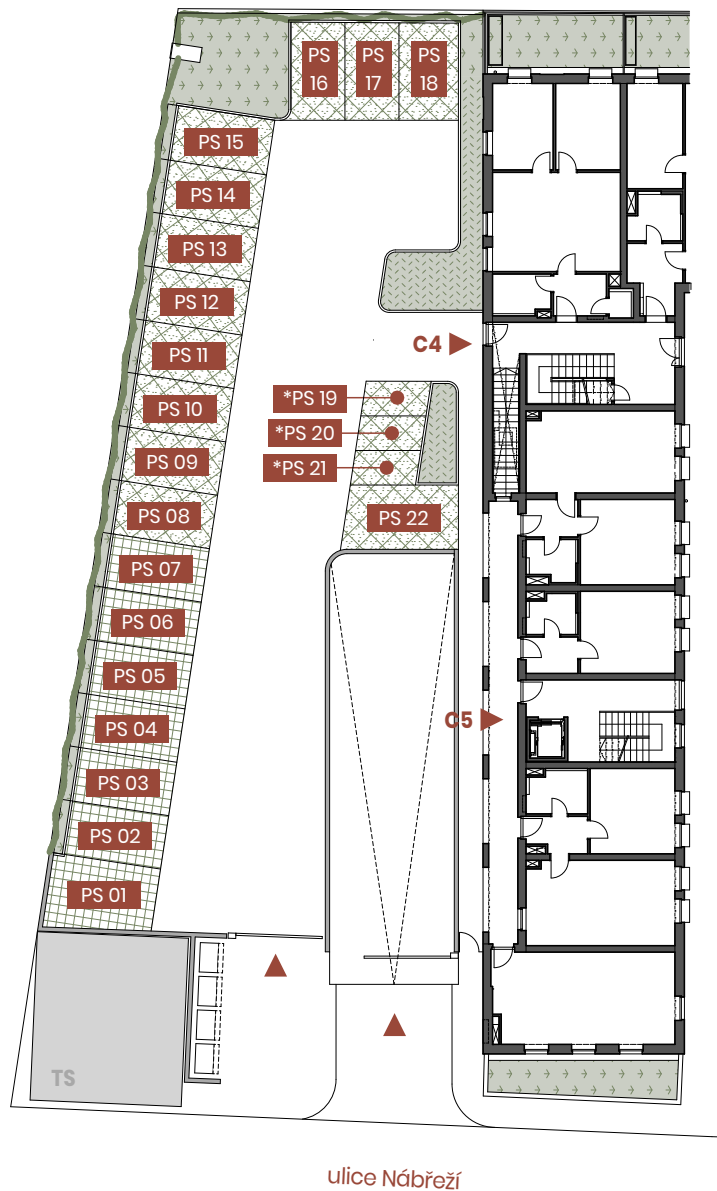 PS 16
PS 17
PS 18
PS 15
PS 14
PS 13
PS 12
PS 11
PS 10
PS 09
PS 08
PS 07
PS 06
PS 05
PS 04
PS 03
PS 02
PS 01
C4
*PS 19
*PS 20
*PS 21
PS 22
C5
TS
ulice Nábřeží